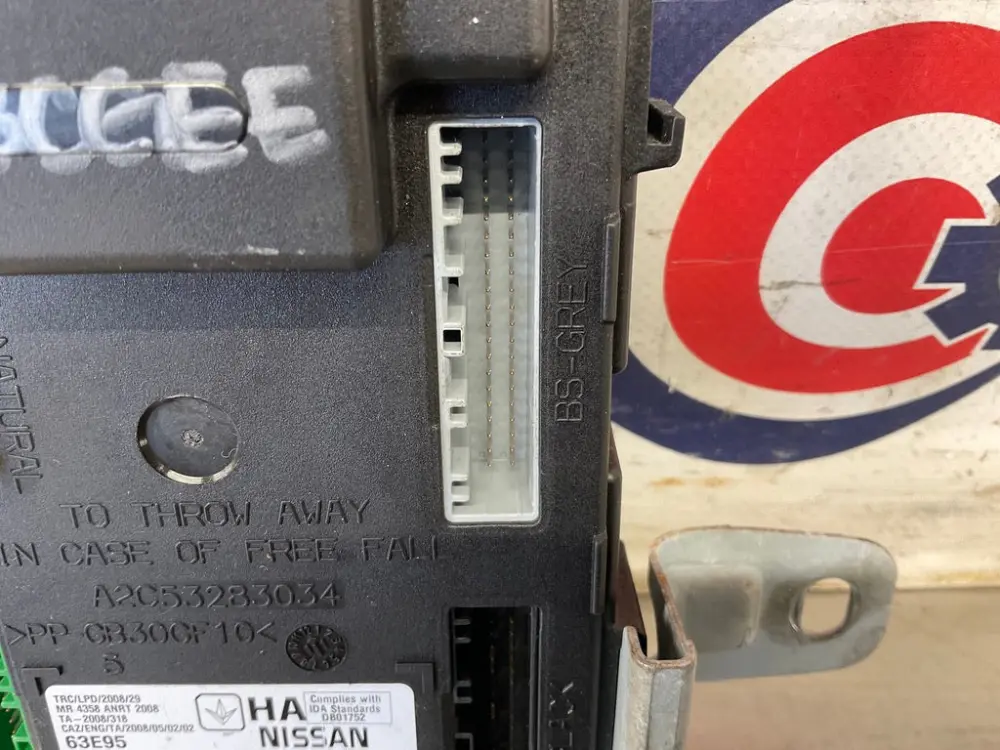 BS-GREY
NATURAL
TO THROW AWAY
IN CASE OF FREE FALL
A2C53283034
>PP GB30GF10<
5
TRC/LPD/2008/29
MR 4358 ANRT 2008
TA-2008/318
CAZ/ENG/TA/2008/05/02/02
63E95
HA
NISSAN
Complies with
IDA Standards
DB01752